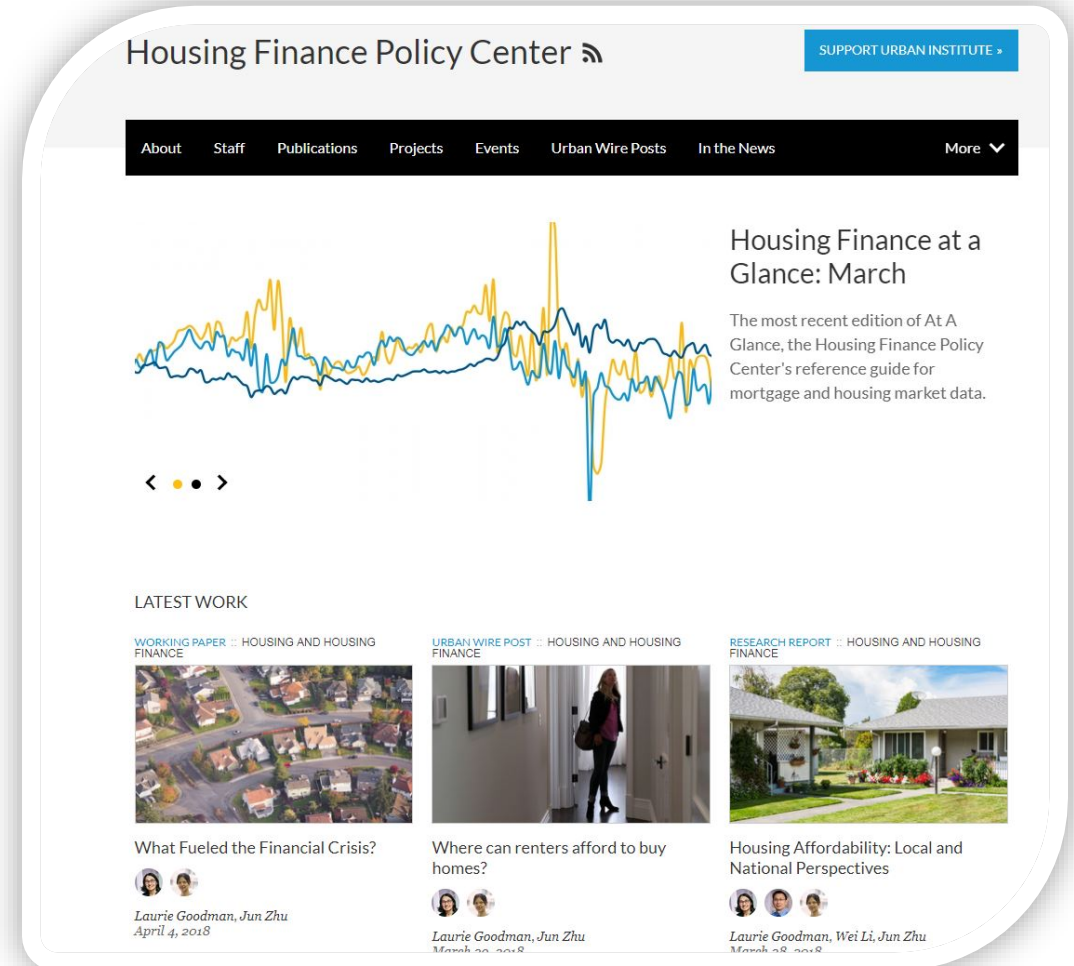 Housing Finance Policy Center
SUPPORT URBAN INSTITUTE »
About Staff Publications Projects Events Urban Wire Posts In the News More
Housing Finance at a
Glance: March
The most recent edition of At A
Glance, the Housing Finance Policy
Center's reference guide for
mortgage and housing market data.
LATEST WORK
WORKING PAPER :: HOUSING AND HOUSING
FINANCE
What Fueled the Financial Crisis?
Laurie Goodman, Jun Zhu
April 4, 2018
URBAN WIRE POST :: HOUSING AND HOUSING
FINANCE
Where can renters afford to buy
homes?
Laurie Goodman, Jun Zhu
March 2018
RESEARCH REPORT :: HOUSING AND HOUSING
FINANCE
Housing Affordability: Local and
National Perspectives
Laurie Goodman, Wei Li, Jun Zhu
March 28, 2018